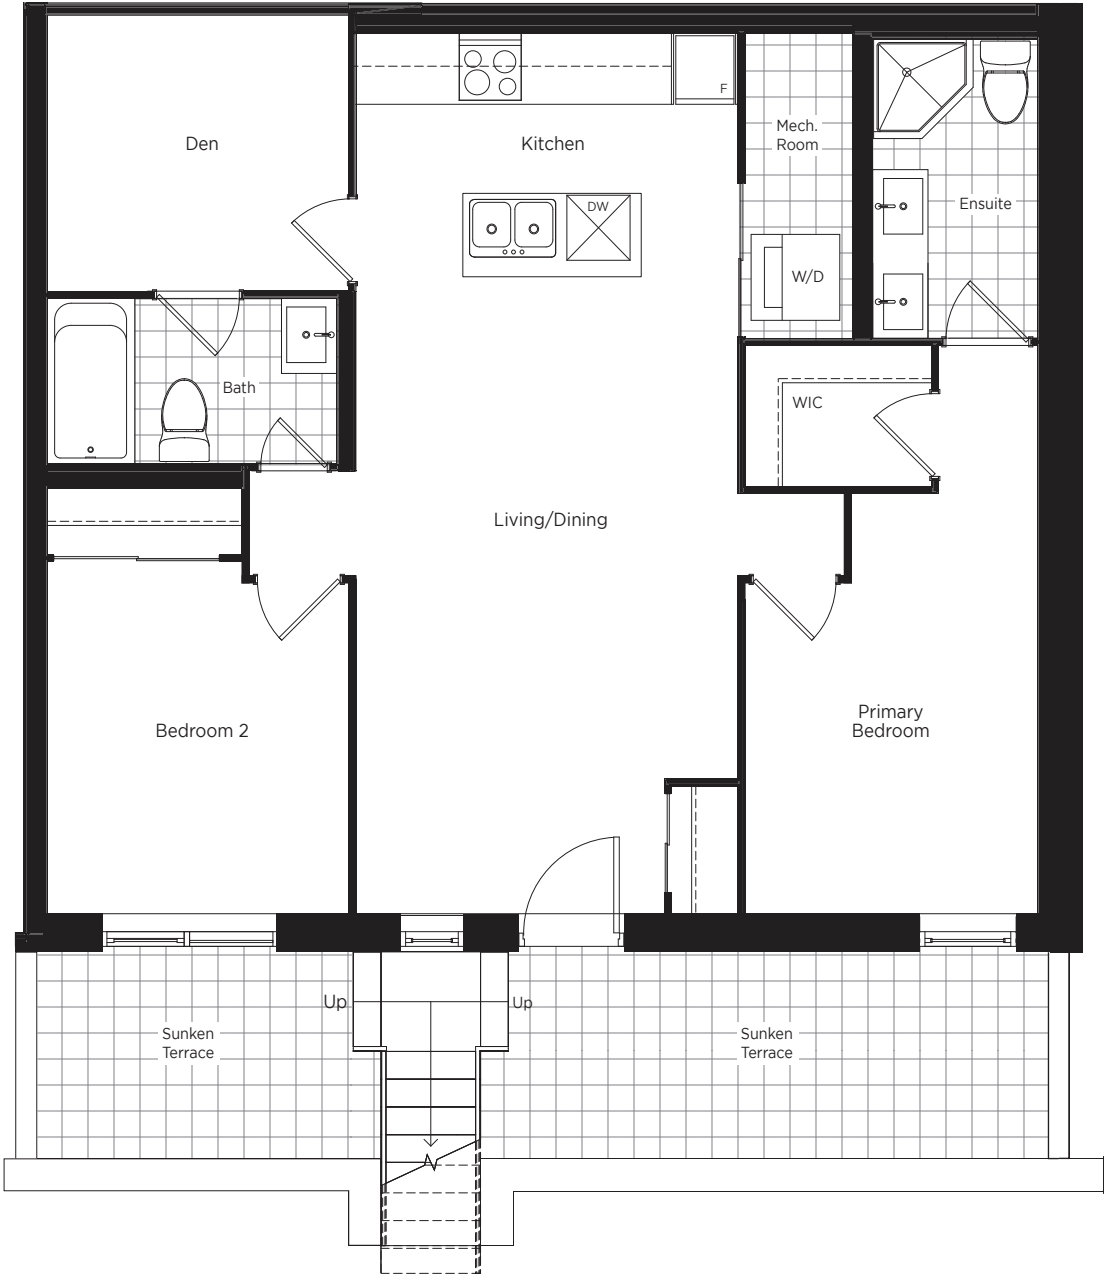 F
Mech.
Room
Den
Kitchen
Ensuite
DW
W/D
Bath
WIC
Living/Dining
Primary
Bedroom
Bedroom 2
Up
Up
Sunken
Terrace
Sunken
Terrace